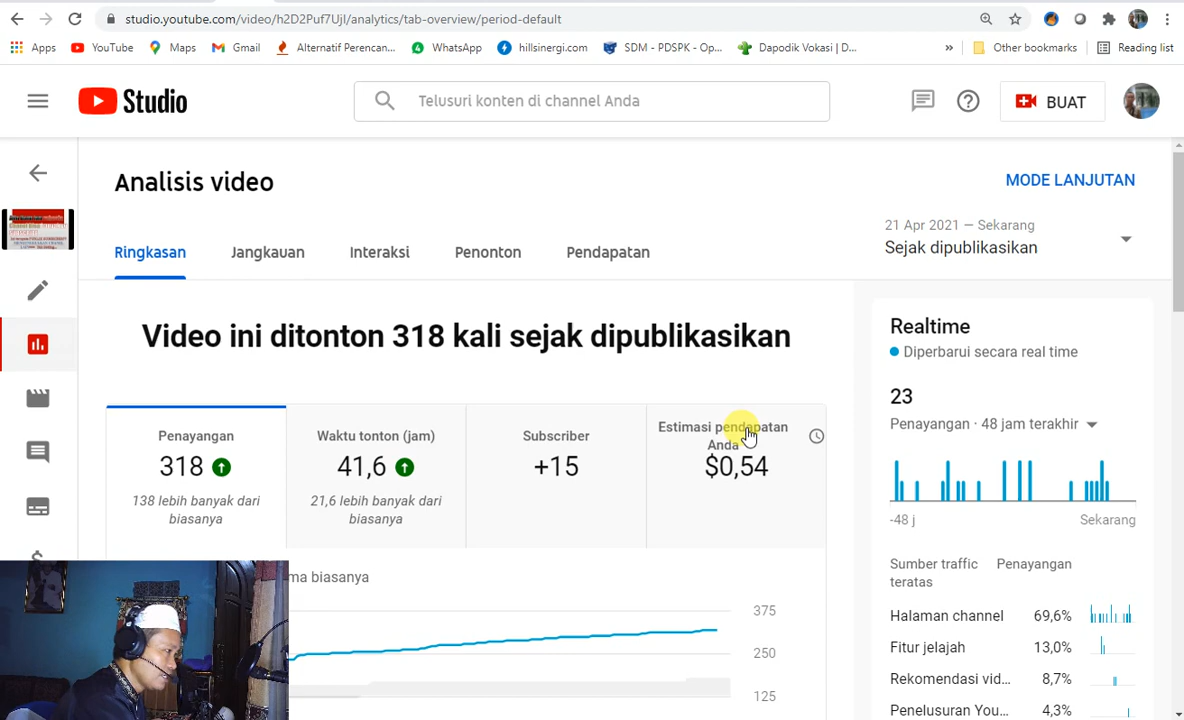 studio.youtube.com/video/h2D2Puf7UjI/analytics/tab-overview/period-default
Apps
YouTube
Maps
Gmail
Alternatif Perencan...
WhatsApp
hillsinergi.com
SDM - PDSPK - Op...
Dapodik Vokasi | D...
»
Other bookmarks
Reading list
Studio
Telusuri konten di channel Anda
BUAT
Analisis video
MODE LANJUTAN
Ringkasan
Jangkauan
Interaksi
Penonton
Pendapatan
21 Apr 2021 – Sekarang
Sejak dipublikasikan
Video ini ditonton 318 kali sejak dipublikasikan
Penayangan
318
138 lebih banyak dari
biasanya
Waktu tonton (jam)
41,6
21,6 lebih banyak dari
biasanya
Subscriber
+15
Estimasi pendapatan
Anda
$0,54
ma biasanya
375
250
125
Realtime
Diperbarui secara real time
23
Penayangan · 48 jam terakhir
-48 j
Sekarang
Sumber traffic
teratas
Penayangan
Halaman channel
69,6%
Fitur jelajah
13,0%
Rekomendasi vid...
8,7%
Penelusuran You...
4,3%